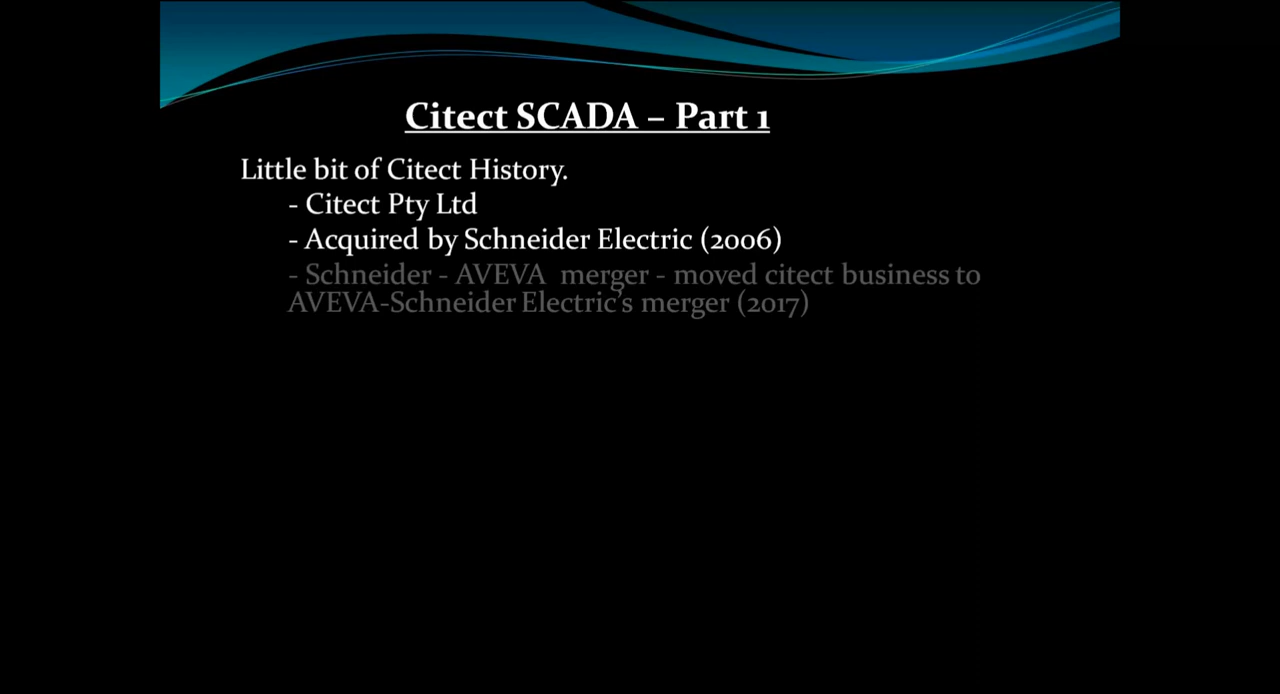 Citect SCADA – Part 1
Little bit of Citect History.
- Citect Pty Ltd
- Acquired by Schneider Electric (2006)
- Schneider - AVEVA  merger - moved citect business to
AVEVA-Schneider Electric's merger (2017)